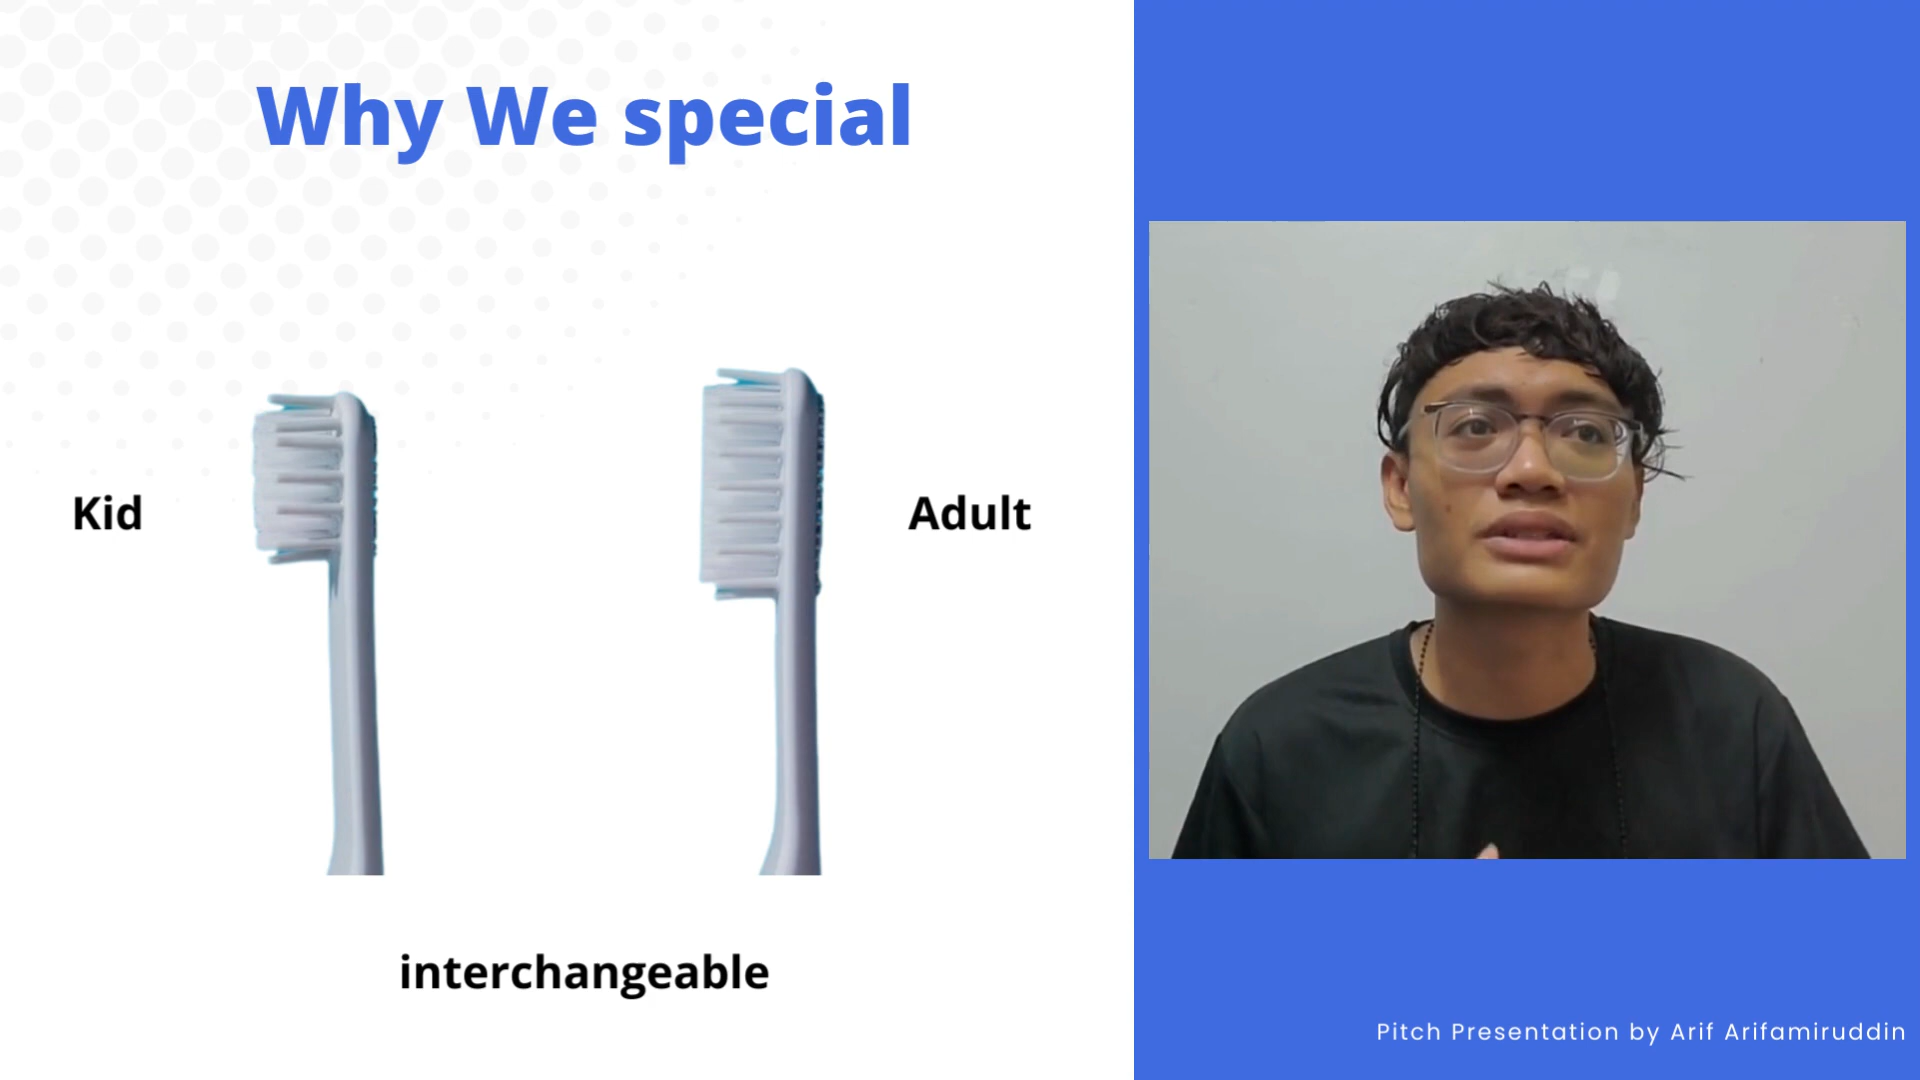 Why We special
Kid
Adult
interchangeable
Pitch Presentation by Arif Arifamiruddin